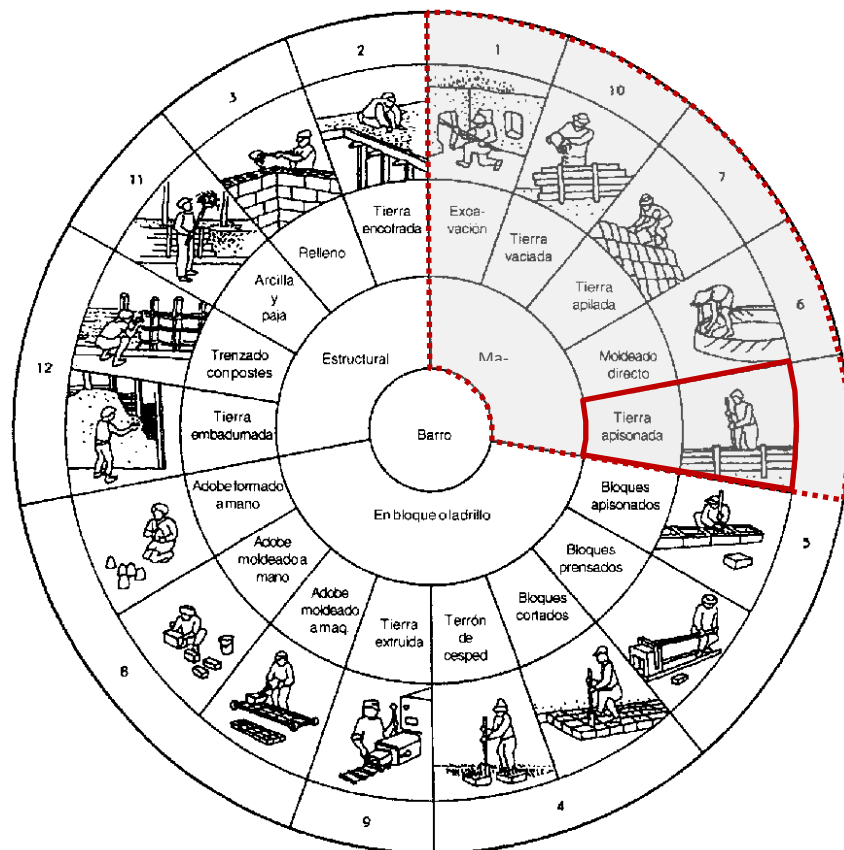 1
10
7
6
5
4
9
8
12
11
3
2
Exca-
vación
Tierra
vaciada
Tierra
apilada
Moldeado
directo
Tierra
apisonada
Bloques
apisonados
Bloques
prensados
Bloques
cortados
Terrón
de
cesped
Tierra
extruida
Adobe
moldeado
a maq.
Adobe
moldeado a
mano
Adobe formado
a mano
Tierra
embadurnada
Trenzado
con postes
Arcilla
y
paja
Relleno
Tierra
encofrada
Estructural
Ma-
En bloque o ladrillo
Barro